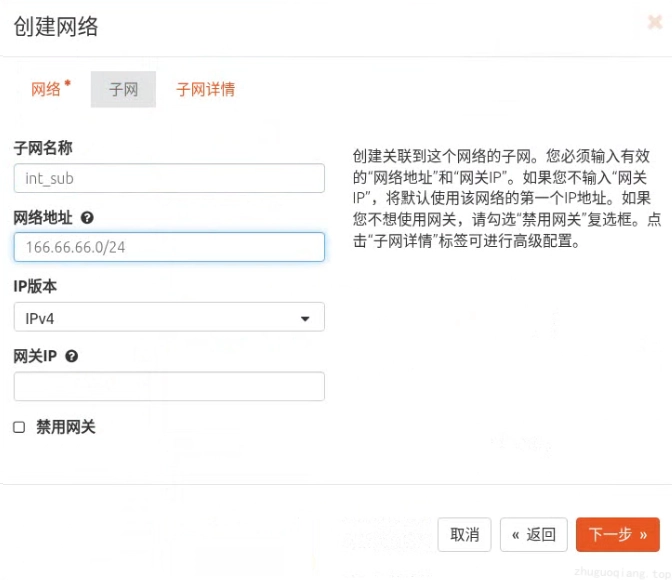 创建网络
×
网络 *
子网
子网详情
子网名称
int_sub
网络地址
166.66.66.0/24
IP版本
IPv4
网关IP
禁用网关
创建关联到这个网络的子网。您必须输入有效
的“网络地址”和“网关IP”。如果您不输入“网关
IP”，将默认使用该网络的第一个IP地址。如果
您不想使用网关，请勾选“禁用网关”复选框。点
击“子网详情”标签可进行高级配置。
取消
« 返回
下一步 »
zhuguoqiang.top